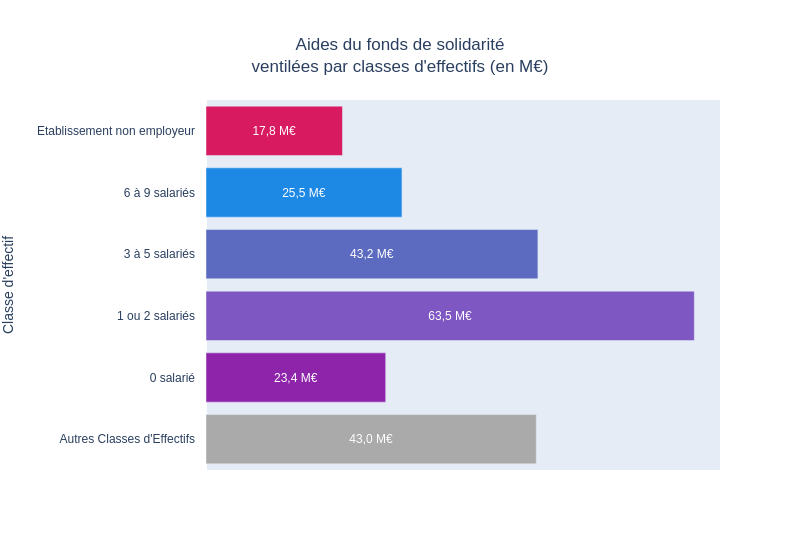 Aides du fonds de solidarité
ventilées par classes d'effectifs (en M€)
Etablissement non employeur
17,8 M€
6 à 9 salariés
25,5 M€
3 à 5 salariés
43,2 M€
1 ou 2 salariés
63,5 M€
0 salarié
23,4 M€
Autres Classes d'Effectifs
43,0 M€
Classe d'effectif